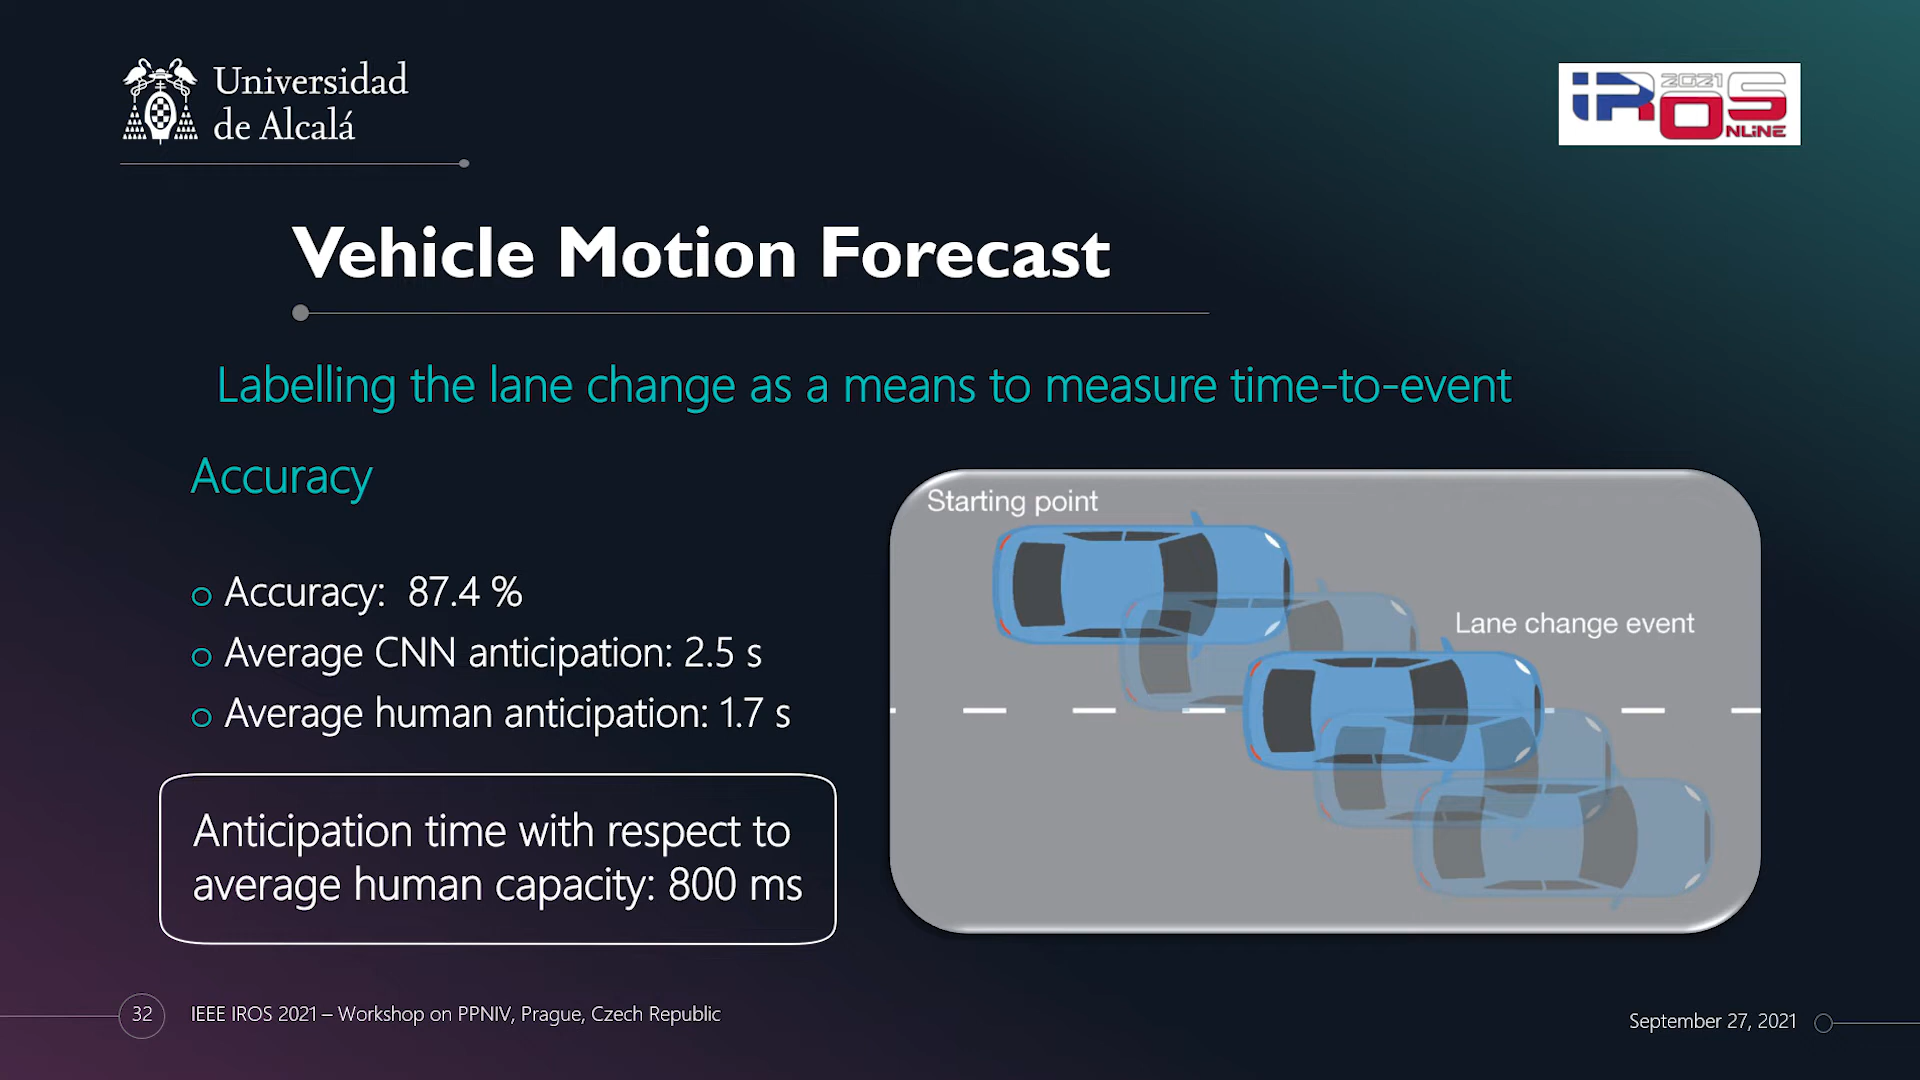 Universidad
de Alcalá
iROS
2021
ONLiNE
Vehicle Motion Forecast
Labelling the lane change as a means to measure time-to-event
Accuracy
Accuracy: 87.4 %
Average CNN anticipation: 2.5 s
Average human anticipation: 1.7 s
Anticipation time with respect to
average human capacity: 800 ms
Starting point
Lane change event
32
IEEE IROS 2021 – Workshop on PPNIV, Prague, Czech Republic
September 27, 2021